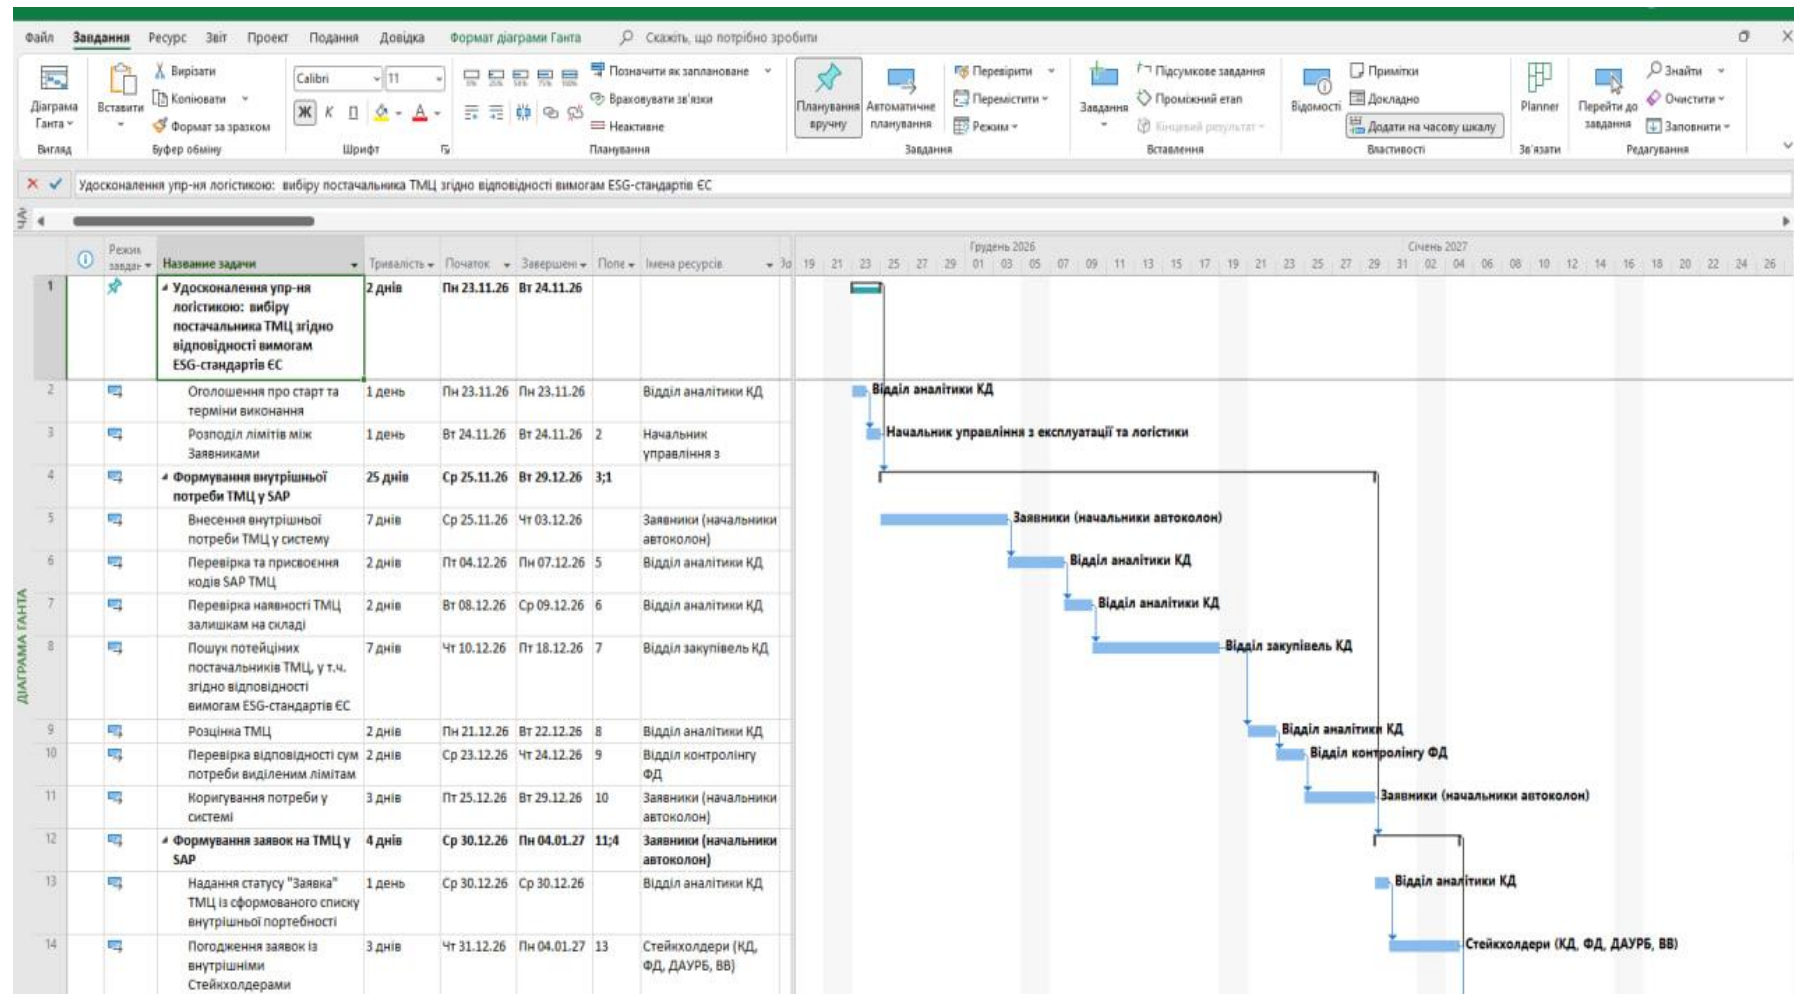 Файл Завдання Ресурс Звіт Проект Подання Довідка Формат діаграми Ганта Скажіть, що потрібно зробити
Діаграма Ганта
Вигляд
Вставити
Вирізати
Копіювати
Формат за зразком
Буфер обміну
Calibri 11
Ж К П А
Шрифт
0% 25% 50% 75% 100%
Позначити як заплановане
Враховувати зв'язки
Неактивне
Планування
Планування вручну
Автоматичне планування
Перевірити
Перемістити
Режим
Завдання
Завдання
Підсумкове завдання
Проміжний етап
Кінцевий результат
Вставлення
Відомості
Примітки
Докладно
Додати на часову шкалу
Властивості
Planner
Зв'язати
Перейти до завдання
Знайти
Очистити
Заповнити
Редагування
Удосконалення упр-ня логістикою: вибіру постачальника ТМЦ згідно відповідності вимогам ESG-стандартів ЄС
Режим завдан Название задачи Тривалість Початок Завершені Попе Імена ресурсів
Грудень 2026 Січень 2027
19 21 23 25 27 29 01 03 05 07 09 11 13 15 17 19 21 23 25 27 29 31 02 04 06 08 10 12 14 16 18 20 22 24 26
ДІАГРАМА ГАНТА
1 Удосконалення упр-ня 2 днів Пн 23.11.26 Вт 24.11.26
логістикою: вибіру
постачальника ТМЦ згідно
відповідності вимогам
ESG-стандартів ЄС
2 Оголошення про старт та 1 день Пн 23.11.26 Пн 23.11.26 Відділ аналітики КД Відділ аналітики КД
терміни виконання
3 Розподіл лімітів між 1 день Вт 24.11.26 Вт 24.11.26 2 Начальник Начальник управління з експлуатації та логістики
Заявниками управління з
4 Формування внутрішньої 25 днів Ср 25.11.26 Вт 29.12.26 3;1
потреби ТМЦ у SAP
5 Внесення внутрішньої 7 днів Ср 25.11.26 Чт 03.12.26 Заявники (начальники Заявники (начальники автоколон)
потреби ТМЦ у систему автоколон)
6 Перевірка та присвоєння 2 днів Пт 04.12.26 Пн 07.12.26 5 Відділ аналітики КД Відділ аналітики КД
кодів SAP ТМЦ
7 Перевірка наявності ТМЦ 2 днів Вт 08.12.26 Ср 09.12.26 6 Відділ аналітики КД Відділ аналітики КД
залишкам на складі
8 Пошук потейціних 7 днів Чт 10.12.26 Пт 18.12.26 7 Відділ закупівель КД Відділ закупівель КД
постачальників ТМЦ, у т.ч.
згідно відповідності
вимогам ESG-стандартів ЄС
9 Розцінка ТМЦ 2 днів Пн 21.12.26 Вт 22.12.26 8 Відділ аналітики КД Відділ аналітики КД
10 Перевірка відповідності сум 2 днів Ср 23.12.26 Чт 24.12.26 9 Відділ контролінгу Відділ контролінгу ФД
потреби виділеним лімітам ФД
11 Коригування потреби у 3 днів Пт 25.12.26 Вт 29.12.26 10 Заявники (начальники Заявники (начальники автоколон)
системі автоколон)
12 Формування заявок на ТМЦ у 4 днів Ср 30.12.26 Пн 04.01.27 11;4 Заявники (начальники
SAP автоколон)
13 Надання статусу "Заявка" 1 день Ср 30.12.26 Ср 30.12.26 Відділ аналітики КД Відділ аналітики КД
ТМЦ із сформованого списку
внутрішньої портебності
14 Погодження заявок із 3 днів Чт 31.12.26 Пн 04.01.27 13 Стейкхолдери (КД, Стейкхолдери (КД, ФД, ДАУРБ, ВВ)
внутрішніми ФД, ДАУРБ, ВВ)
Стейкхолдерами